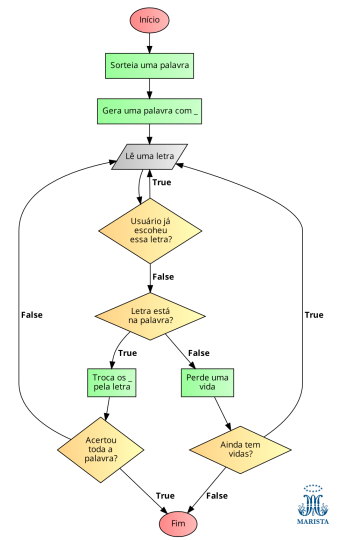 Início
Sorteia uma palavra
Gera uma palavra com _
Lê uma letra
True
Usuário já
escoheu
essa letra?
False
Letra está
na palavra?
False
True
True
False
Troca os _
pela letra
Perde uma
vida
Acertou
toda a
palavra?
Ainda tem
vidas?
True
False
Fim
MARISTA